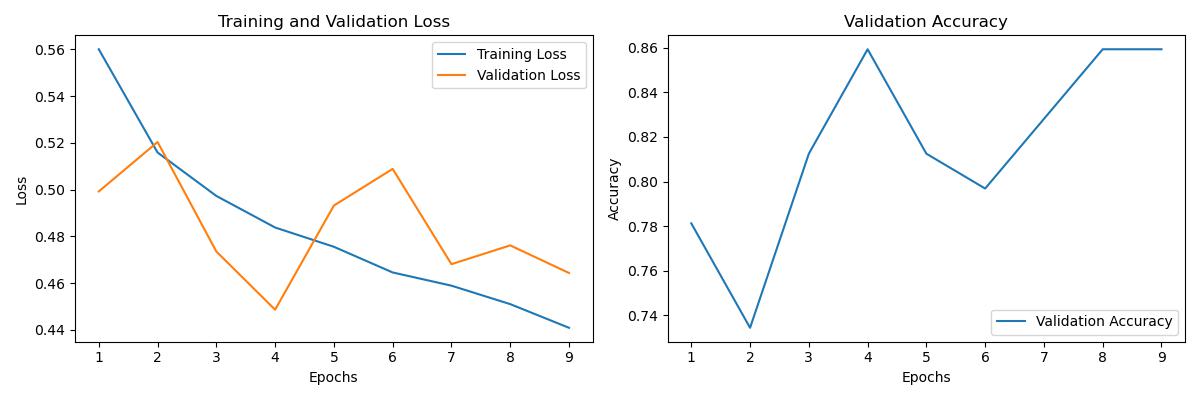 Training and Validation Loss
Training Loss
Validation Loss
0.56
0.54
0.52
0.50
0.48
0.46
0.44
Loss
1 2 3 4 5 6 7 8 9
Epochs
Validation Accuracy
0.86
0.84
0.82
0.80
0.78
0.76
0.74
Accuracy
Validation Accuracy
1 2 3 4 5 6 7 8 9
Epochs